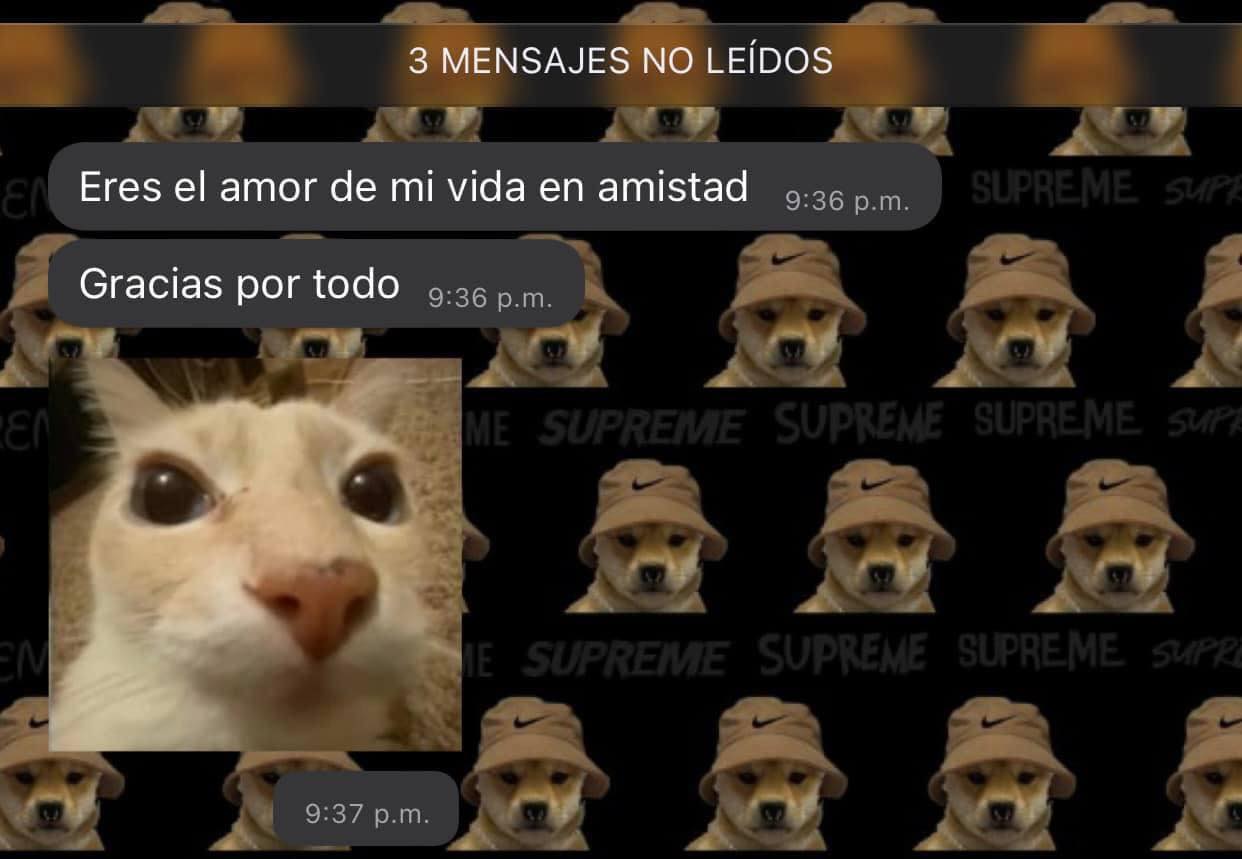 3 MENSAJES NO LEÍDOS
Eres el amor de mi vida en amistad 9:36 p.m.
SUPREME
Gracias por todo 9:36 p.m.
SUPREME SUPREME SUPREME
SUPREME SUPREME SUPREME
9:37 p.m.